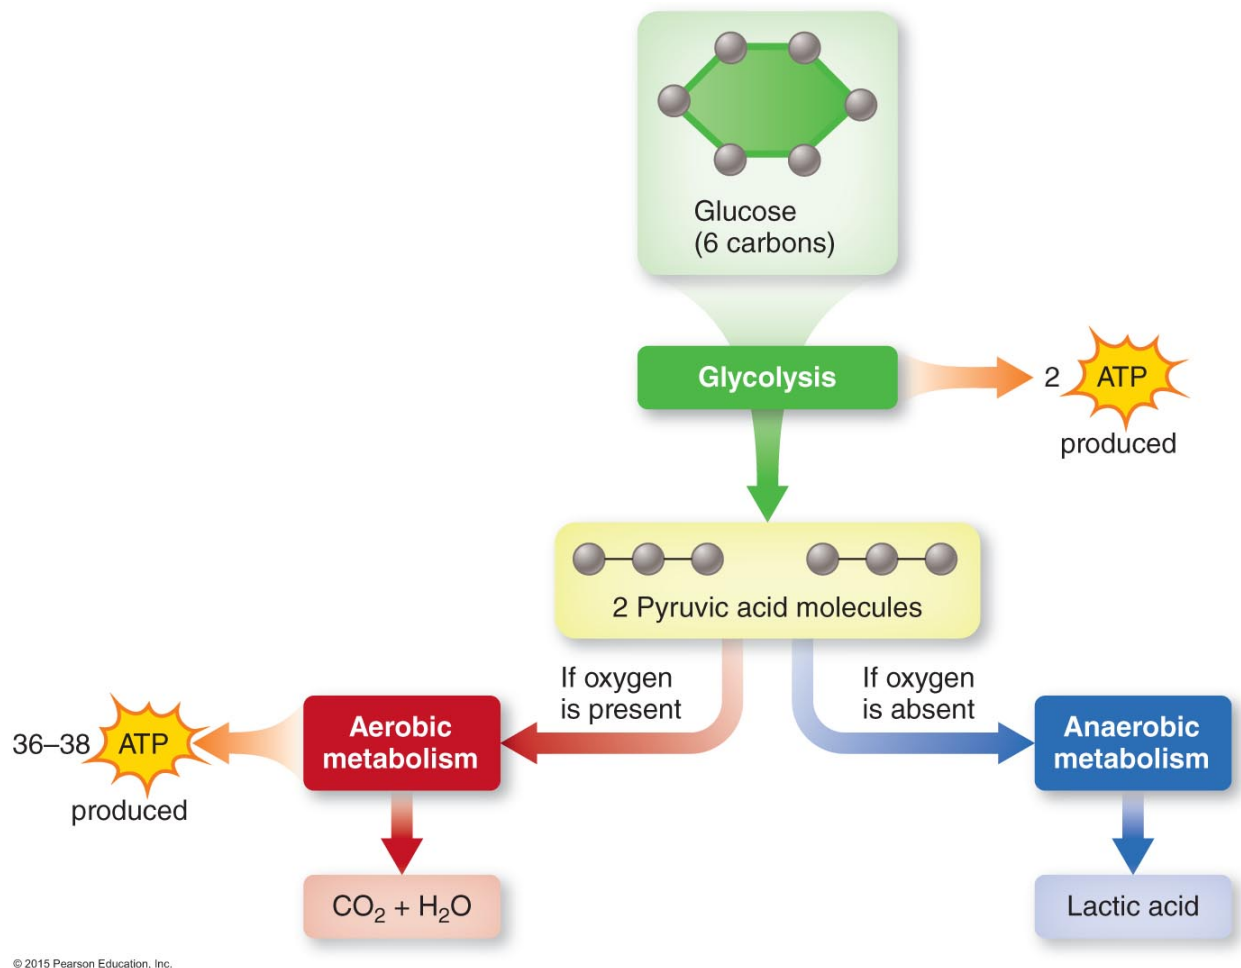 Glucose
(6 carbons)
Glycolysis
2 ATP
produced
2 Pyruvic acid molecules
If oxygen
is present
If oxygen
is absent
Aerobic
metabolism
36–38 ATP
produced
Anaerobic
metabolism
CO₂ + H₂O
Lactic acid
© 2015 Pearson Education, Inc.